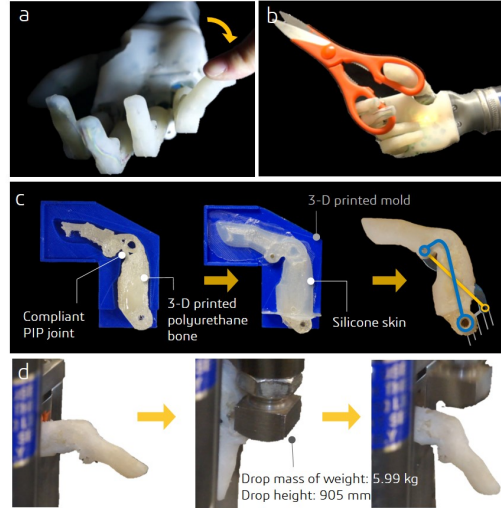 a
b
c
3-D printed mold
Compliant
PIP joint
3-D printed
polyurethane
bone
Silicone skin
d
Drop mass of weight: 5.99 kg
Drop height: 905 mm